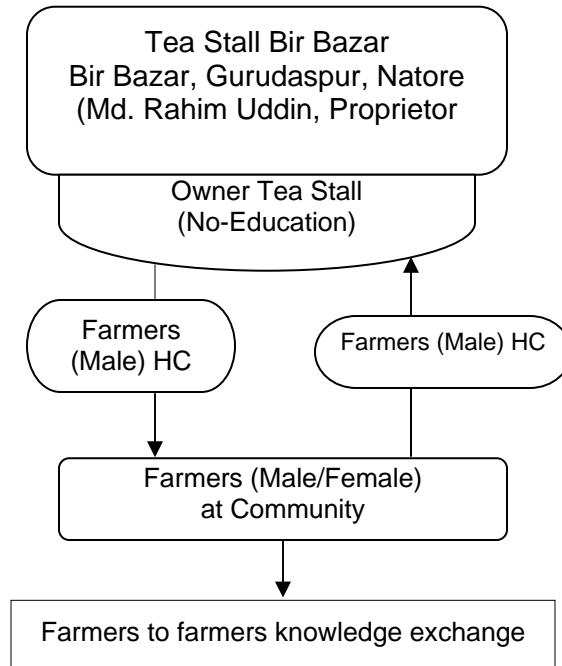 Tea Stall Bir Bazar
Bir Bazar, Gurudaspur, Natore
(Md. Rahim Uddin, Proprietor
Owner Tea Stall
(No-Education)
Farmers
(Male) HC
Farmers (Male) HC
Farmers (Male/Female)
at Community
Farmers to farmers knowledge exchange